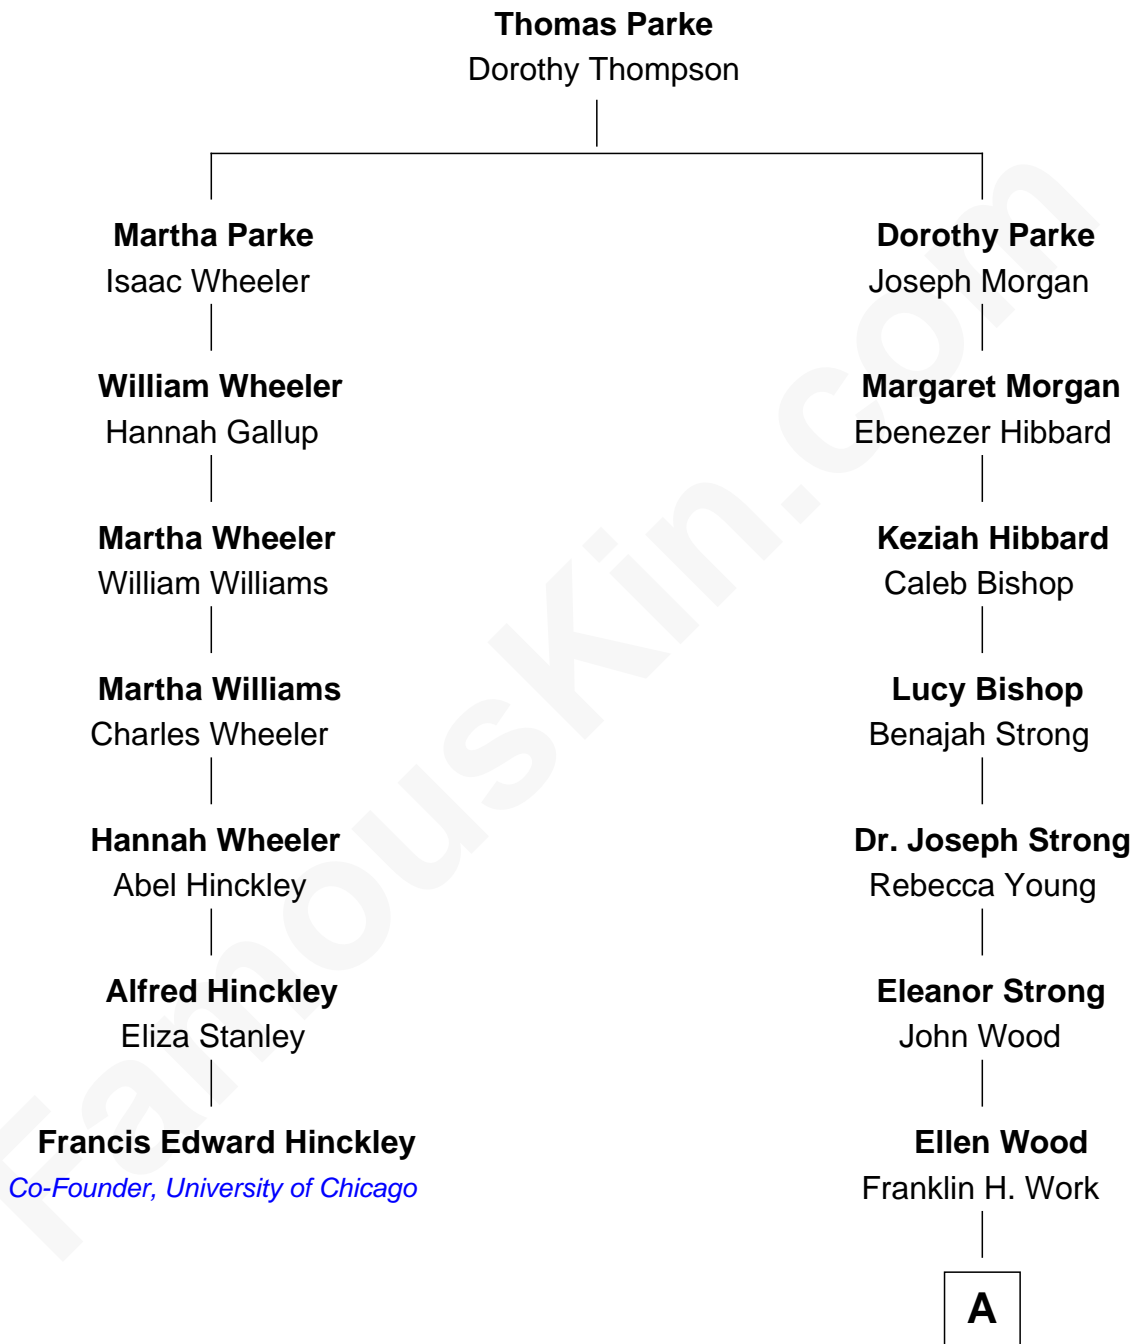 Thomas Parke
Dorothy Thompson
Martha Parke
Isaac Wheeler
William Wheeler
Hannah Gallup
Martha Wheeler
William Williams
Martha Williams
Charles Wheeler
Hannah Wheeler
Abel Hinckley
Alfred Hinckley
Eliza Stanley
Francis Edward Hinckley
Co-Founder, University of Chicago
Dorothy Parke
Joseph Morgan
Margaret Morgan
Ebenezer Hibbard
Keziah Hibbard
Caleb Bishop
Lucy Bishop
Benajah Strong
Dr. Joseph Strong
Rebecca Young
Eleanor Strong
John Wood
Ellen Wood
Franklin H. Work
A
FamousKin.com